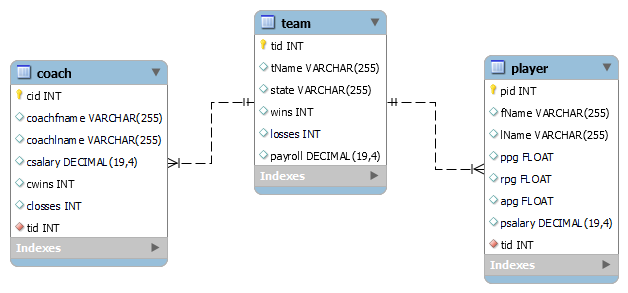 coach
cid INT
coachfname VARCHAR(255)
coachlname VARCHAR(255)
csalary DECIMAL(19,4)
cwins INT
closses INT
tid INT
Indexes
team
tid INT
tName VARCHAR(255)
state VARCHAR(255)
wins INT
losses INT
payroll DECIMAL(19,4)
Indexes
player
pid INT
fName VARCHAR(255)
lName VARCHAR(255)
ppg FLOAT
rpg FLOAT
apg FLOAT
psalary DECIMAL(19,4)
tid INT
Indexes